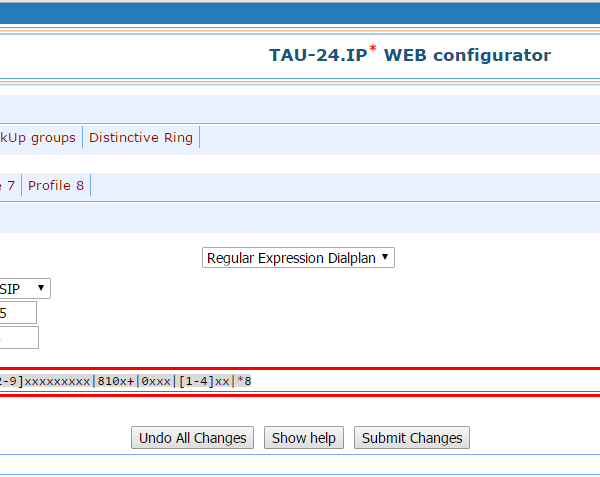 TAU-24.IP* WEB configurator
kUp groups Distinctive Ring
e 7 Profile 8
Regular Expression Dialplan
SIP
5
2-9]xxxxxxxxx|810x+|0xxx|[1-4]xx|*8
Undo All Changes Show help Submit Changes